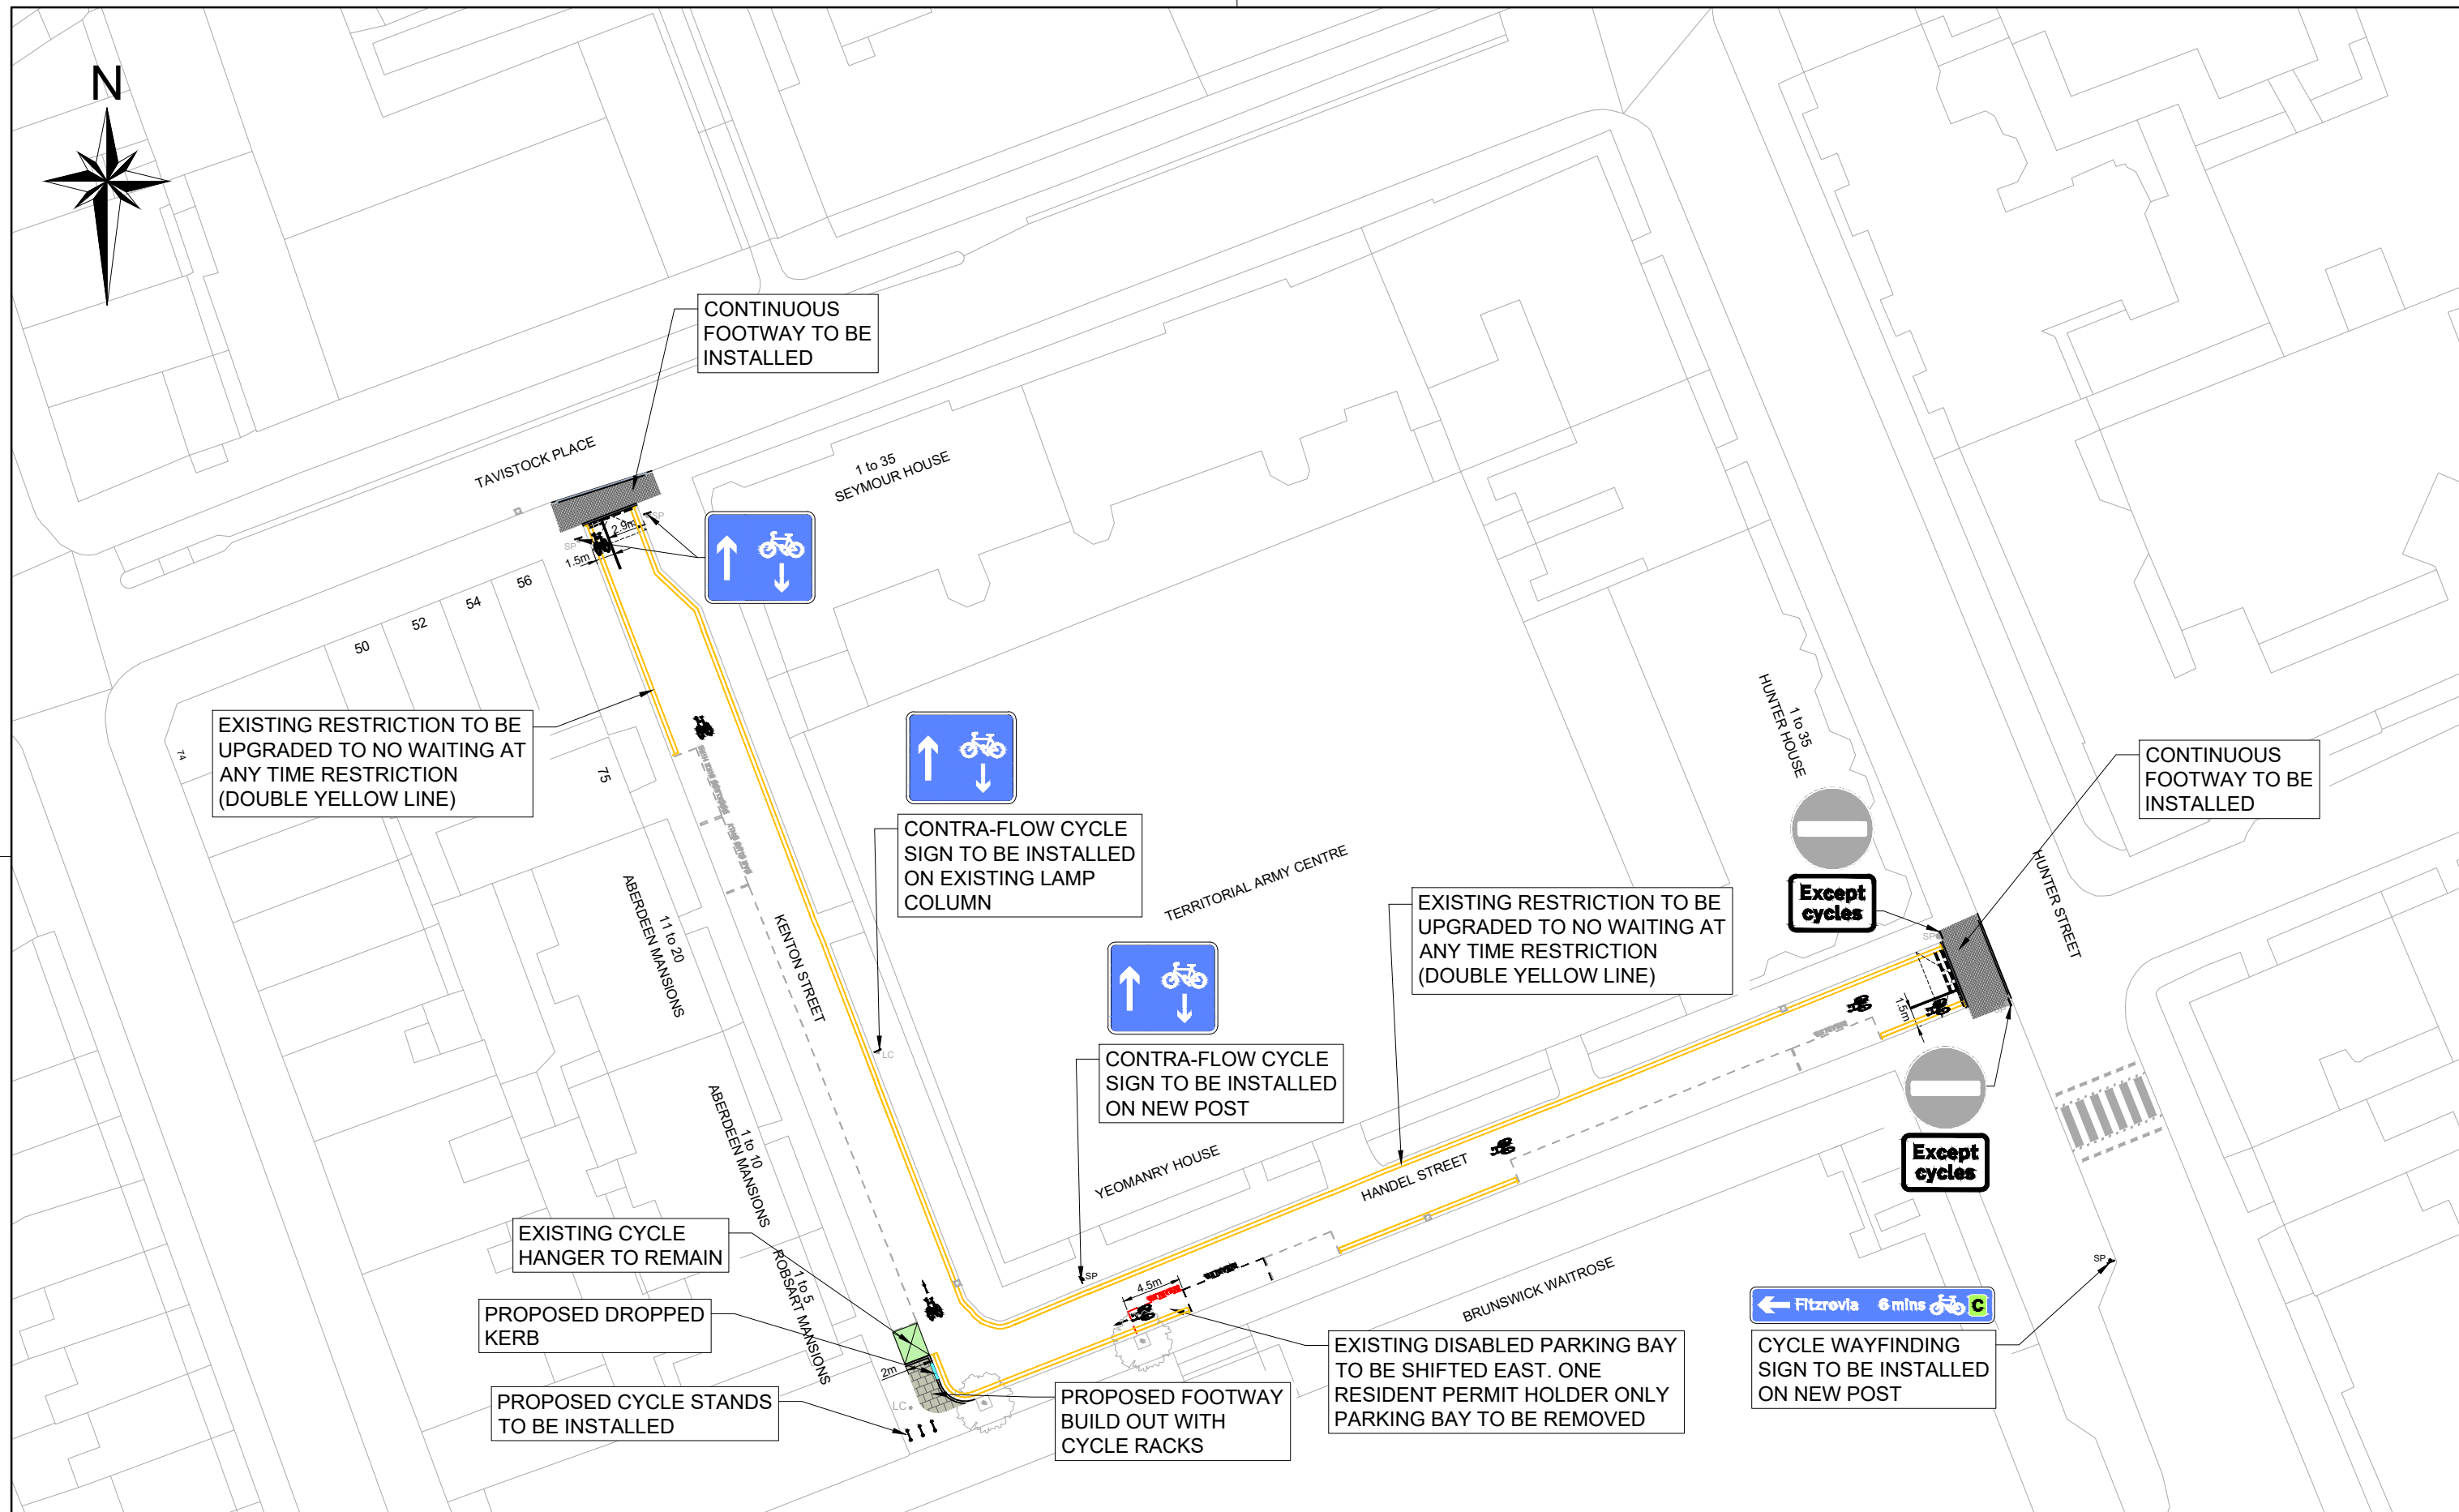 N
CONTINUOUS
FOOTWAY TO BE
INSTALLED
TAVISTOCK PLACE
1 to 35
SEYMOUR HOUSE
SP
2.9m
SP
1.5m
56
54
52
50
74
75
EXISTING RESTRICTION TO BE
UPGRADED TO NO WAITING AT
ANY TIME RESTRICTION
(DOUBLE YELLOW LINE)
1 to 35
HUNTER HOUSE
CONTINUOUS
FOOTWAY TO BE
INSTALLED
CONTRA-FLOW CYCLE
SIGN TO BE INSTALLED
ON EXISTING LAMP
COLUMN
11 to 20
ABERDEEN MANSIONS
KENTON STREET
TERRITORIAL ARMY CENTRE
EXISTING RESTRICTION TO BE
UPGRADED TO NO WAITING AT
ANY TIME RESTRICTION
(DOUBLE YELLOW LINE)
Except
cycles
HUNTER STREET
SP
1.5m
LC
CONTRA-FLOW CYCLE
SIGN TO BE INSTALLED
ON NEW POST
Except
cycles
1 to 10
ABERDEEN MANSIONS
YEOMANRY HOUSE
HANDEL STREET
EXISTING CYCLE
HANGER TO REMAIN
1 to 5
ROBSART MANSIONS
SP
4.5m
BRUNSWICK WAITROSE
SP
PROPOSED DROPPED
KERB
2m
Fitzrovia 6 mins C
PROPOSED CYCLE STANDS
TO BE INSTALLED
LC
PROPOSED FOOTWAY
BUILD OUT WITH
CYCLE RACKS
EXISTING DISABLED PARKING BAY
TO BE SHIFTED EAST. ONE
RESIDENT PERMIT HOLDER ONLY
PARKING BAY TO BE REMOVED
CYCLE WAYFINDING
SIGN TO BE INSTALLED
ON NEW POST